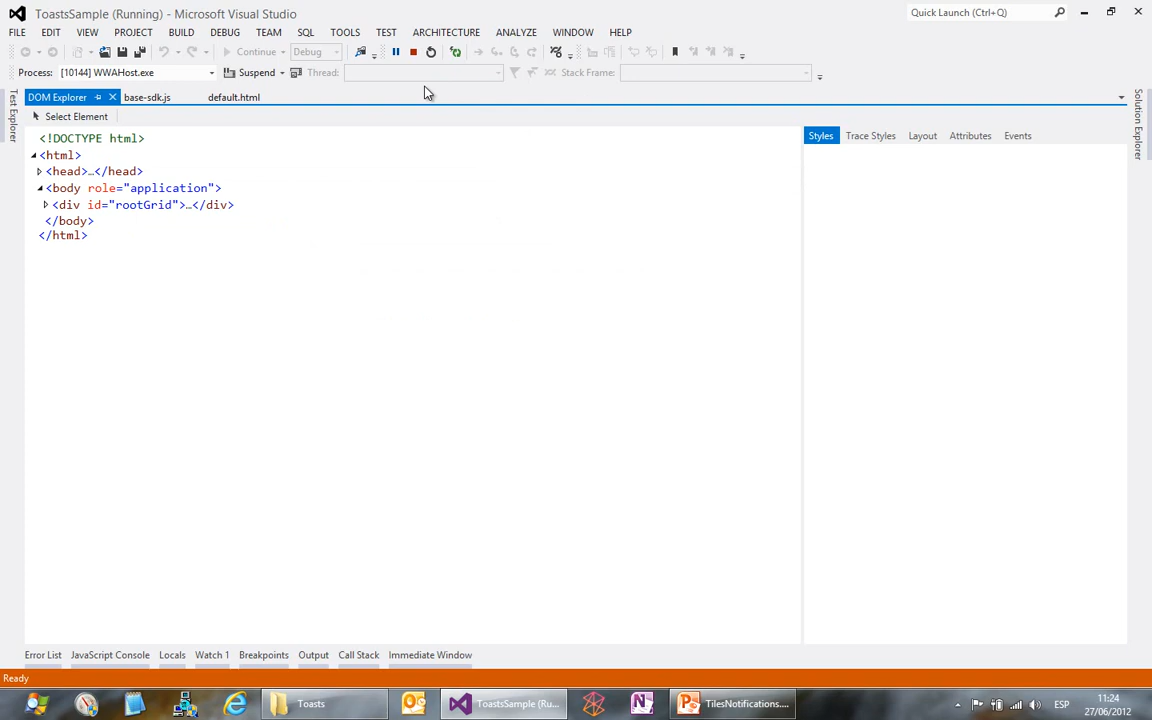 ToastsSample (Running) - Microsoft Visual Studio
Quick Launch (Ctrl+Q)
FILE EDIT VIEW PROJECT BUILD DEBUG TEAM SQL TOOLS TEST ARCHITECTURE ANALYZE WINDOW HELP
Continue Debug
Process: [10144] WWAHost.exe Suspend Thread: Stack Frame:
Test Explorer
DOM Explorer base-sdk.js default.html
Solution Explorer
Select Element
<!DOCTYPE html>
<html>
<head>…</head>
<body role="application">
<div id="rootGrid">…</div>
</body>
</html>
Styles Trace Styles Layout Attributes Events
Error List JavaScript Console Locals Watch 1 Breakpoints Output Call Stack Immediate Window
Ready
Toasts ToastsSample (Ru... TilesNotifications.... ESP 11:24
27/06/2012